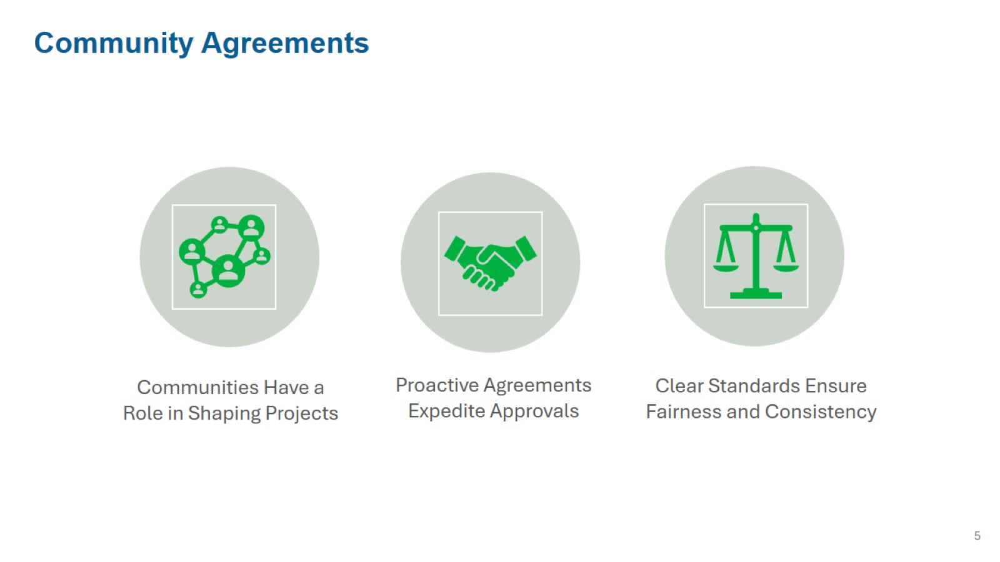 Community Agreements
Communities Have a
Role in Shaping Projects
Proactive Agreements
Expedite Approvals
Clear Standards Ensure
Fairness and Consistency
5